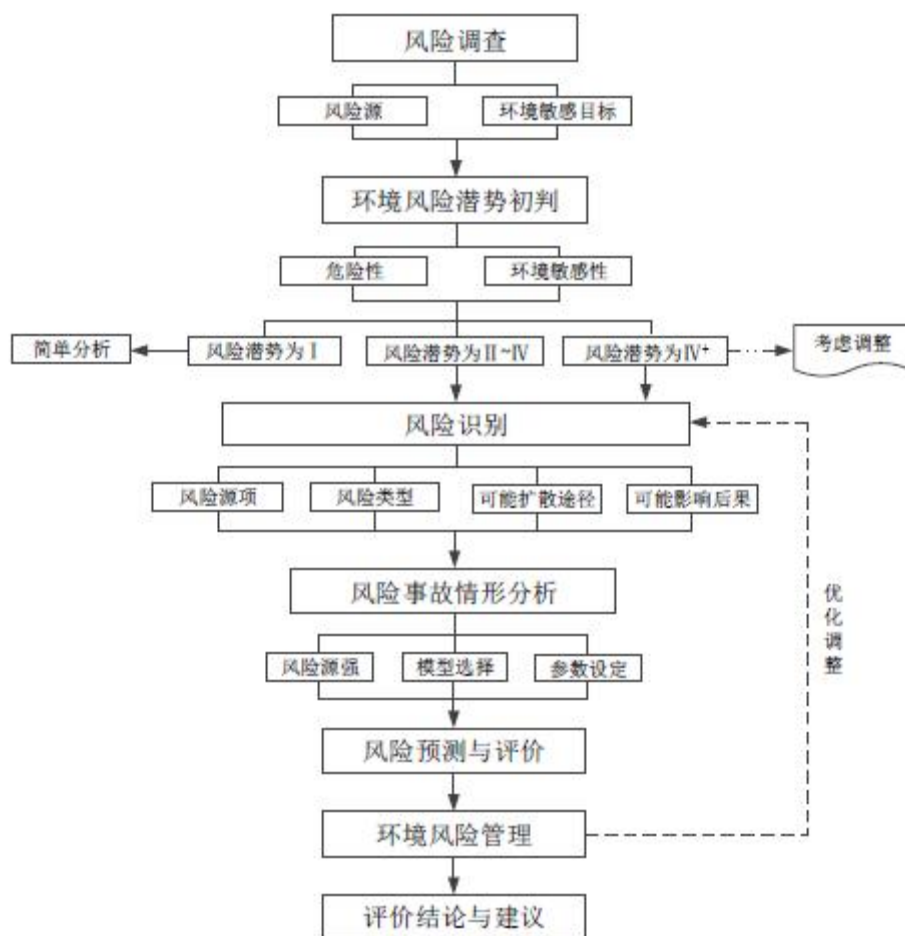 风险调查
风险源
环境敏感目标
环境风险潜势初判
危险性
环境敏感性
简单分析
风险潜势为Ⅰ
风险潜势为Ⅱ~Ⅳ
风险潜势为Ⅳ+
考虑调整
风险识别
风险源项
风险类型
可能扩散途径
可能影响后果
风险事故情形分析
优化调整
风险源强
模型选择
参数设定
风险预测与评价
环境风险管理
评价结论与建议